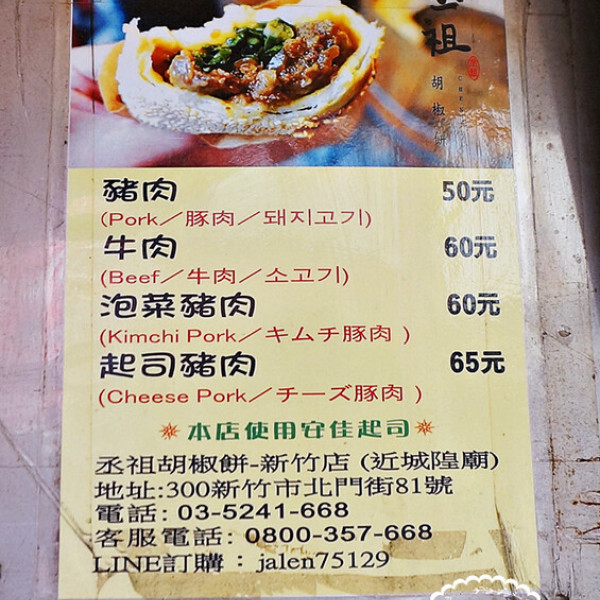 祖
胡椒
豬肉 50元
(Pork／豚肉／돼지고기)
牛肉 60元
(Beef／牛肉／소고기)
泡菜豬肉 60元
(Kimchi Pork／キムチ豚肉 )
起司豬肉 65元
(Cheese Pork／チーズ豚肉 )
本店使用安佳起司
丞祖胡椒餅-新竹店 (近城隍廟)
地址:300新竹市北門街81號
電話: 03-5241-668
客服電話: 0800-357-668
LINE訂購： jalen75129